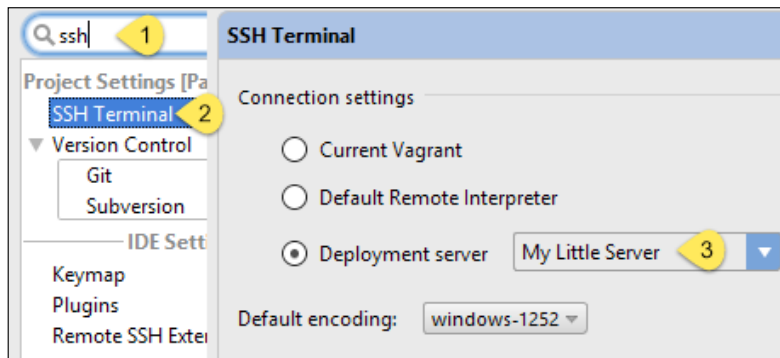 ssh
1
Project Settings [Pa
SSH Terminal
2
Version Control
Git
Subversion
IDE Setti
Keymap
Plugins
Remote SSH Exter
SSH Terminal
Connection settings
Current Vagrant
Default Remote Interpreter
Deployment server My Little Server 3
Default encoding: windows-1252